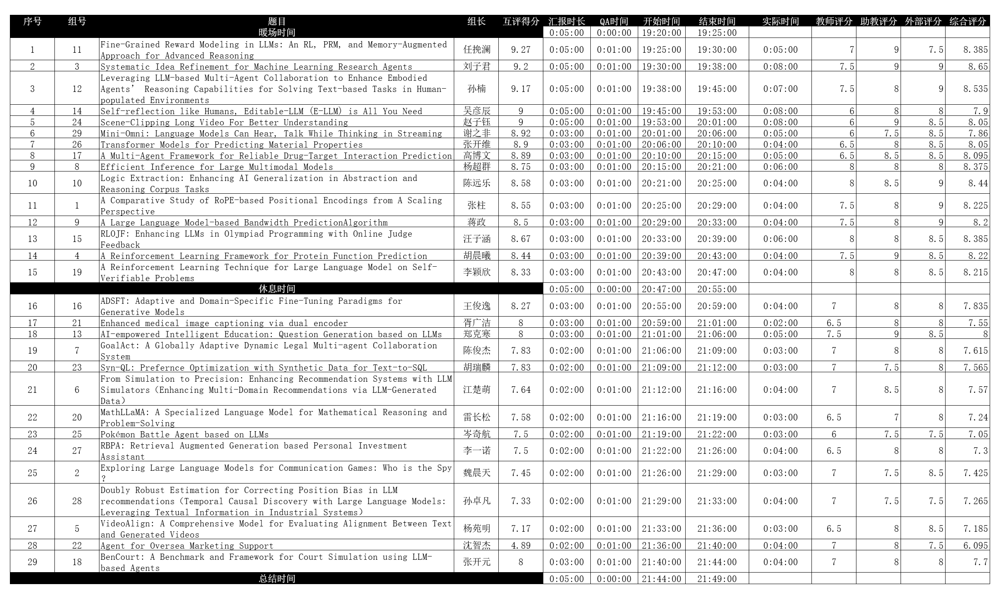 序号 组号 题目 组长 互评得分 汇报时长 QA时间 开始时间 结束时间 实际时间 教师评分 助教评分 外部评分 综合评分
暖场时间 0:05:00 0:00:00 19:20:00 19:25:00
1 11 Fine-Grained Reward Modeling in LLMs: An RL, PRM, and Memory-Augmented
Approach for Advanced Reasoning 任挽澜 9.27 0:05:00 0:01:00 19:25:00 19:30:00 0:05:00 7 9 7.5 8.385
2 3 Systematic Idea Refinement for Machine Learning Research Agents 刘子君 9.2 0:05:00 0:01:00 19:30:00 19:38:00 0:08:00 7.5 9 9 8.65
3 12 Leveraging LLM-based Multi-Agent Collaboration to Enhance Embodied
Agents’ Reasoning Capabilities for Solving Text-based Tasks in Human-
populated Environments 孙楠 9.17 0:05:00 0:01:00 19:38:00 19:45:00 0:07:00 7.5 8 9 8.535
4 14 Self-reflection like Humans, Editable-LLM (E-LLM) is All You Need 吴彦辰 9 0:05:00 0:01:00 19:45:00 19:53:00 0:08:00 6 8 8 7.9
5 24 Scene-Clipping Long Video For Better Understanding 赵子钰 9 0:05:00 0:01:00 19:53:00 20:01:00 0:08:00 6 9 8.5 8.05
6 29 Mini-Omni: Language Models Can Hear, Talk While Thinking in Streaming 谢之非 8.92 0:03:00 0:01:00 20:01:00 20:06:00 0:05:00 6 7.5 8.5 7.86
7 26 Transformer Models for Predicting Material Properties 张开维 8.9 0:03:00 0:01:00 20:06:00 20:10:00 0:04:00 6.5 8 8.5 8.05
8 17 A Multi-Agent Framework for Reliable Drug-Target Interaction Prediction 高博文 8.89 0:03:00 0:01:00 20:10:00 20:15:00 0:05:00 6.5 8.5 8.5 8.095
9 8 Efficient Inference for Large Multimodal Models 杨超群 8.75 0:03:00 0:01:00 20:15:00 20:21:00 0:06:00 8 8 8 8.375
10 10 Logic Extraction: Enhancing AI Generalization in Abstraction and
Reasoning Corpus Tasks 陈远乐 8.58 0:03:00 0:01:00 20:21:00 20:25:00 0:04:00 8 8.5 9 8.44
11 1 A Comparative Study of RoPE-based Positional Encodings from A Scaling
Perspective 张柱 8.55 0:03:00 0:01:00 20:25:00 20:29:00 0:04:00 7.5 8 9 8.225
12 9 A Large Language Model-based Bandwidth PredictionAlgorithm 蒋政 8.5 0:03:00 0:01:00 20:29:00 20:33:00 0:04:00 7.5 8 9 8.2
13 15 RLOJF: Enhancing LLMs in Olympiad Programming with Online Judge
Feedback 汪子涵 8.67 0:03:00 0:01:00 20:33:00 20:39:00 0:06:00 8 8 8.5 8.385
14 4 A Reinforcement Learning Framework for Protein Function Prediction 胡晨曦 8.44 0:03:00 0:01:00 20:39:00 20:43:00 0:04:00 7.5 9 8.5 8.22
15 19 A Reinforcement Learning Technique for Large Language Model on Self-
Verifiable Problems 李颖欣 8.33 0:03:00 0:01:00 20:43:00 20:47:00 0:04:00 8 8 8.5 8.215
休息时间 0:05:00 0:00:00 20:47:00 20:55:00
16 16 ADSFT: Adaptive and Domain-Specific Fine-Tuning Paradigms for
Generative Models 王俊逸 8.27 0:03:00 0:01:00 20:55:00 20:59:00 0:04:00 7 8 8 7.835
17 21 Enhanced medical image captioning via dual encoder 胥广洁 8 0:03:00 0:01:00 20:59:00 21:01:00 0:02:00 6.5 8 8 7.55
18 13 AI-empowered Intelligent Education: Question Generation based on LLMs 郑克寒 8 0:03:00 0:01:00 21:01:00 21:06:00 0:05:00 7.5 9 8.5 8
19 7 GoalAct: A Globally Adaptive Dynamic Legal Multi-agent Collaboration
System 陈俊杰 7.83 0:02:00 0:01:00 21:06:00 21:09:00 0:03:00 7 8 8 7.615
20 23 Syn-QL: Prefernce Optimization with Synthetic Data for Text-to-SQL 胡瑞麟 7.83 0:02:00 0:01:00 21:09:00 21:12:00 0:03:00 7 7.5 8 7.565
21 6 From Simulation to Precision: Enhancing Recommendation Systems with LLM
Simulators（Enhancing Multi-Domain Recommendations via LLM-Generated
Data） 江楚萌 7.64 0:02:00 0:01:00 21:12:00 21:16:00 0:04:00 7 8.5 8 7.57
22 20 MathLLaMA: A Specialized Language Model for Mathematical Reasoning and
Problem-Solving 雷长松 7.58 0:02:00 0:01:00 21:16:00 21:19:00 0:03:00 6.5 7 8 7.24
23 25 Pokémon Battle Agent based on LLMs 岑奇航 7.5 0:02:00 0:01:00 21:19:00 21:22:00 0:03:00 6 7.5 7.5 7.05
24 27 RBPA: Retrieval Augmented Generation based Personal Investment
Assistant 李一诺 7.5 0:02:00 0:01:00 21:22:00 21:26:00 0:04:00 6.5 8 8 7.3
25 2 Exploring Large Language Models for Communication Games: Who is the Spy
？ 魏晨天 7.45 0:02:00 0:01:00 21:26:00 21:29:00 0:03:00 7 7.5 8.5 7.425
26 28 Doubly Robust Estimation for Correcting Position Bias in LLM
recommendations（Temporal Causal Discovery with Large Language Models:
Leveraging Textual Information in Industrial Systems） 孙卓凡 7.33 0:02:00 0:01:00 21:29:00 21:33:00 0:04:00 7 7.5 7.5 7.265
27 5 VideoAlign: A Comprehensive Model for Evaluating Alignment Between Text
and Generated Videos 杨苑明 7.17 0:02:00 0:01:00 21:33:00 21:36:00 0:03:00 6.5 8 8.5 7.185
28 22 Agent for Oversea Marketing Support 沈智杰 4.89 0:02:00 0:01:00 21:36:00 21:40:00 0:04:00 7 8 7.5 6.095
29 18 BenCourt: A Benchmark and Framework for Court Simulation using LLM-
based Agents 张开元 8 0:03:00 0:01:00 21:40:00 21:44:00 0:04:00 7 8 8 7.7
总结时间 0:05:00 0:00:00 21:44:00 21:49:00